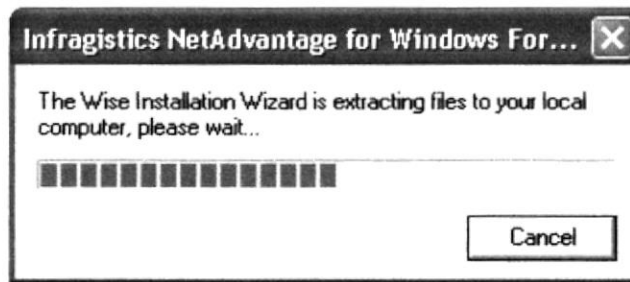 Infragistics NetAdvantage for Windows For...
The Wise Installation Wizard is extracting files to your local
computer, please wait...
Cancel